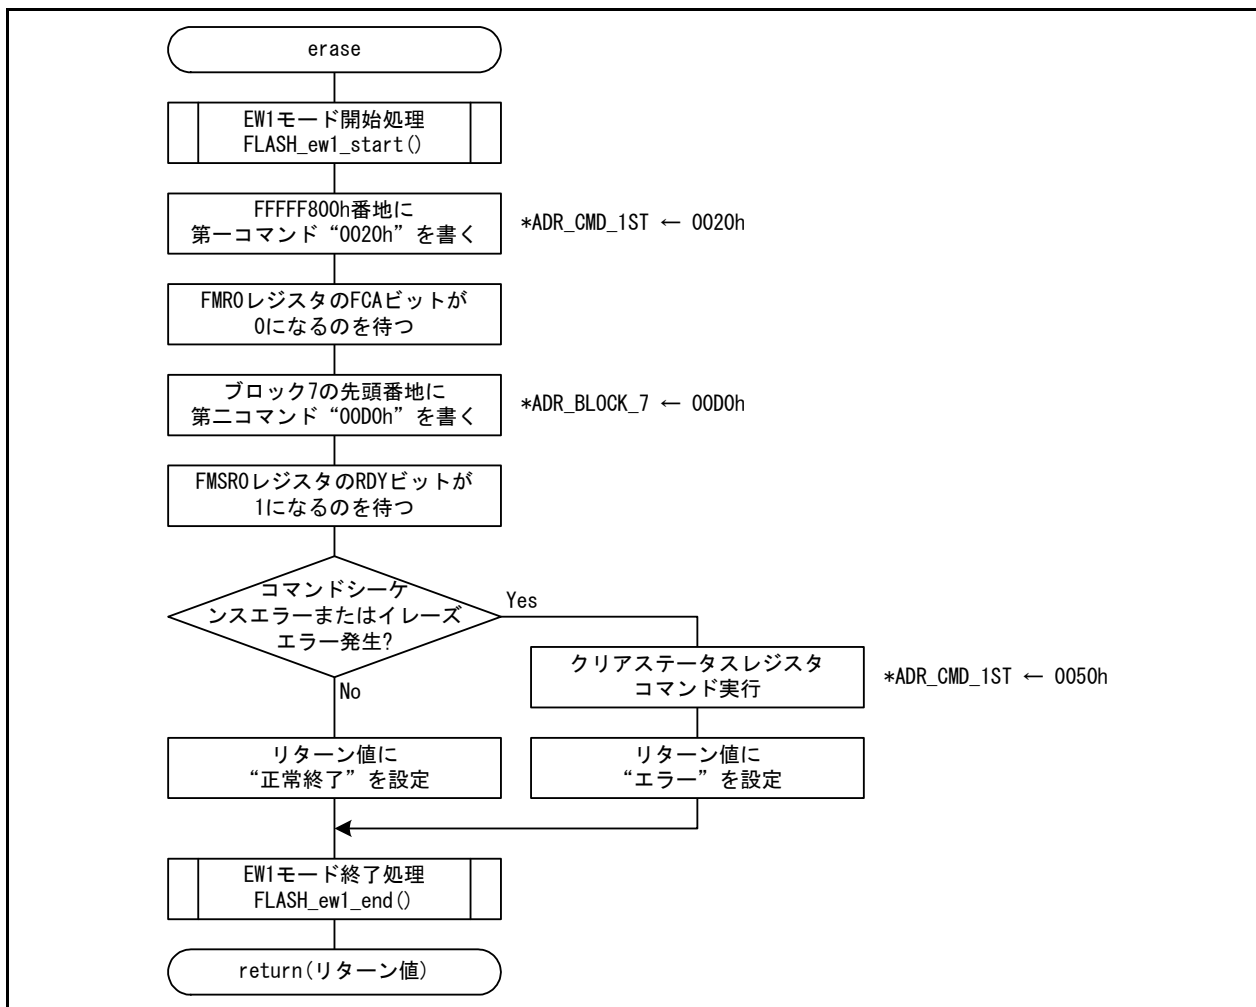 erase
EW1モード開始処理
FLASH_ew1_start()
FFFFF800h番地に
第一コマンド“0020h”を書く
*ADR_CMD_1ST ← 0020h
FMR0レジスタのFCAビットが
0になるのを待つ
ブロック7の先頭番地に
第二コマンド“00D0h”を書く
*ADR_BLOCK_7 ← 00D0h
FMSR0レジスタのRDYビットが
1になるのを待つ
コマンドシーケ
ンスエラーまたはイレーズ
エラー発生?
Yes
No
クリアステータスレジスタ
コマンド実行
*ADR_CMD_1ST ← 0050h
リターン値に
“正常終了”を設定
リターン値に
“エラー”を設定
EW1モード終了処理
FLASH_ew1_end()
return(リターン値)